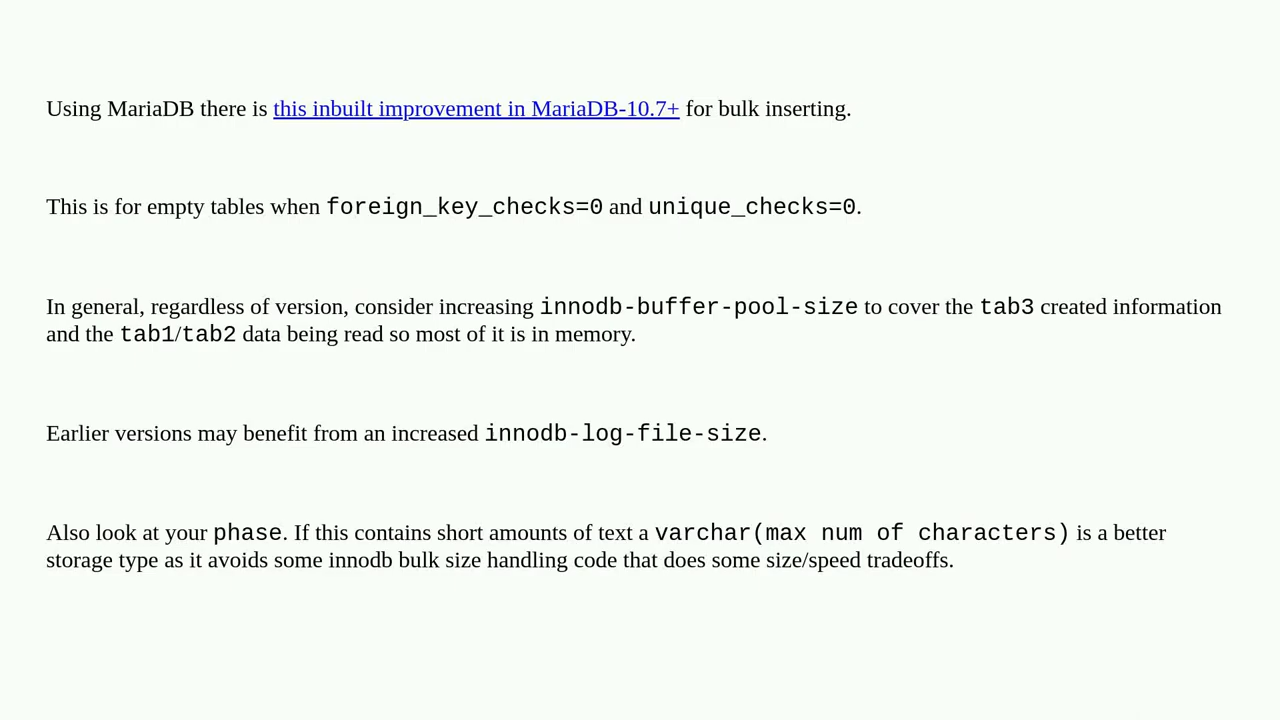 Using MariaDB there is this inbuilt improvement in MariaDB-10.7+ for bulk inserting.
This is for empty tables when foreign_key_checks=0 and unique_checks=0.
In general, regardless of version, consider increasing innodb-buffer-pool-size to cover the tab3 created information
and the tab1/tab2 data being read so most of it is in memory.
Earlier versions may benefit from an increased innodb-log-file-size.
Also look at your phase. If this contains short amounts of text a varchar(max num of characters) is a better
storage type as it avoids some innodb bulk size handling code that does some size/speed tradeoffs.